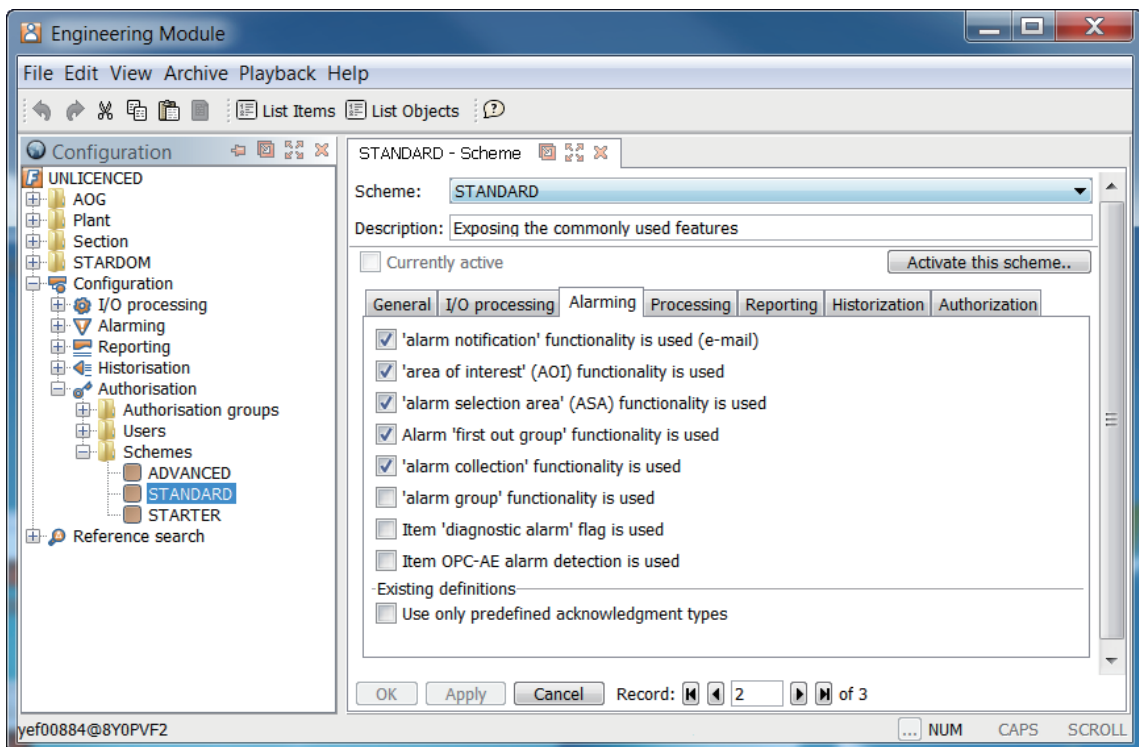 Engineering Module
File Edit View Archive Playback Help
List Items List Objects
Configuration
UNLICENCED
AOG
Plant
Section
STARDOM
Configuration
I/O processing
Alarming
Reporting
Historisation
Authorisation
Authorisation groups
Users
Schemes
ADVANCED
STANDARD
STARTER
Reference search
STANDARD - Scheme
Scheme: STANDARD
Description: Exposing the commonly used features
Currently active Activate this scheme..
General I/O processing Alarming Processing Reporting Historization Authorization
'alarm notification' functionality is used (e-mail)
'area of interest' (AOI) functionality is used
'alarm selection area' (ASA) functionality is used
Alarm 'first out group' functionality is used
'alarm collection' functionality is used
'alarm group' functionality is used
Item 'diagnostic alarm' flag is used
Item OPC-AE alarm detection is used
Existing definitions
Use only predefined acknowledgment types
OK Apply Cancel Record: 2 of 3
yef00884@8Y0PVF2 ... NUM CAPS SCROLL